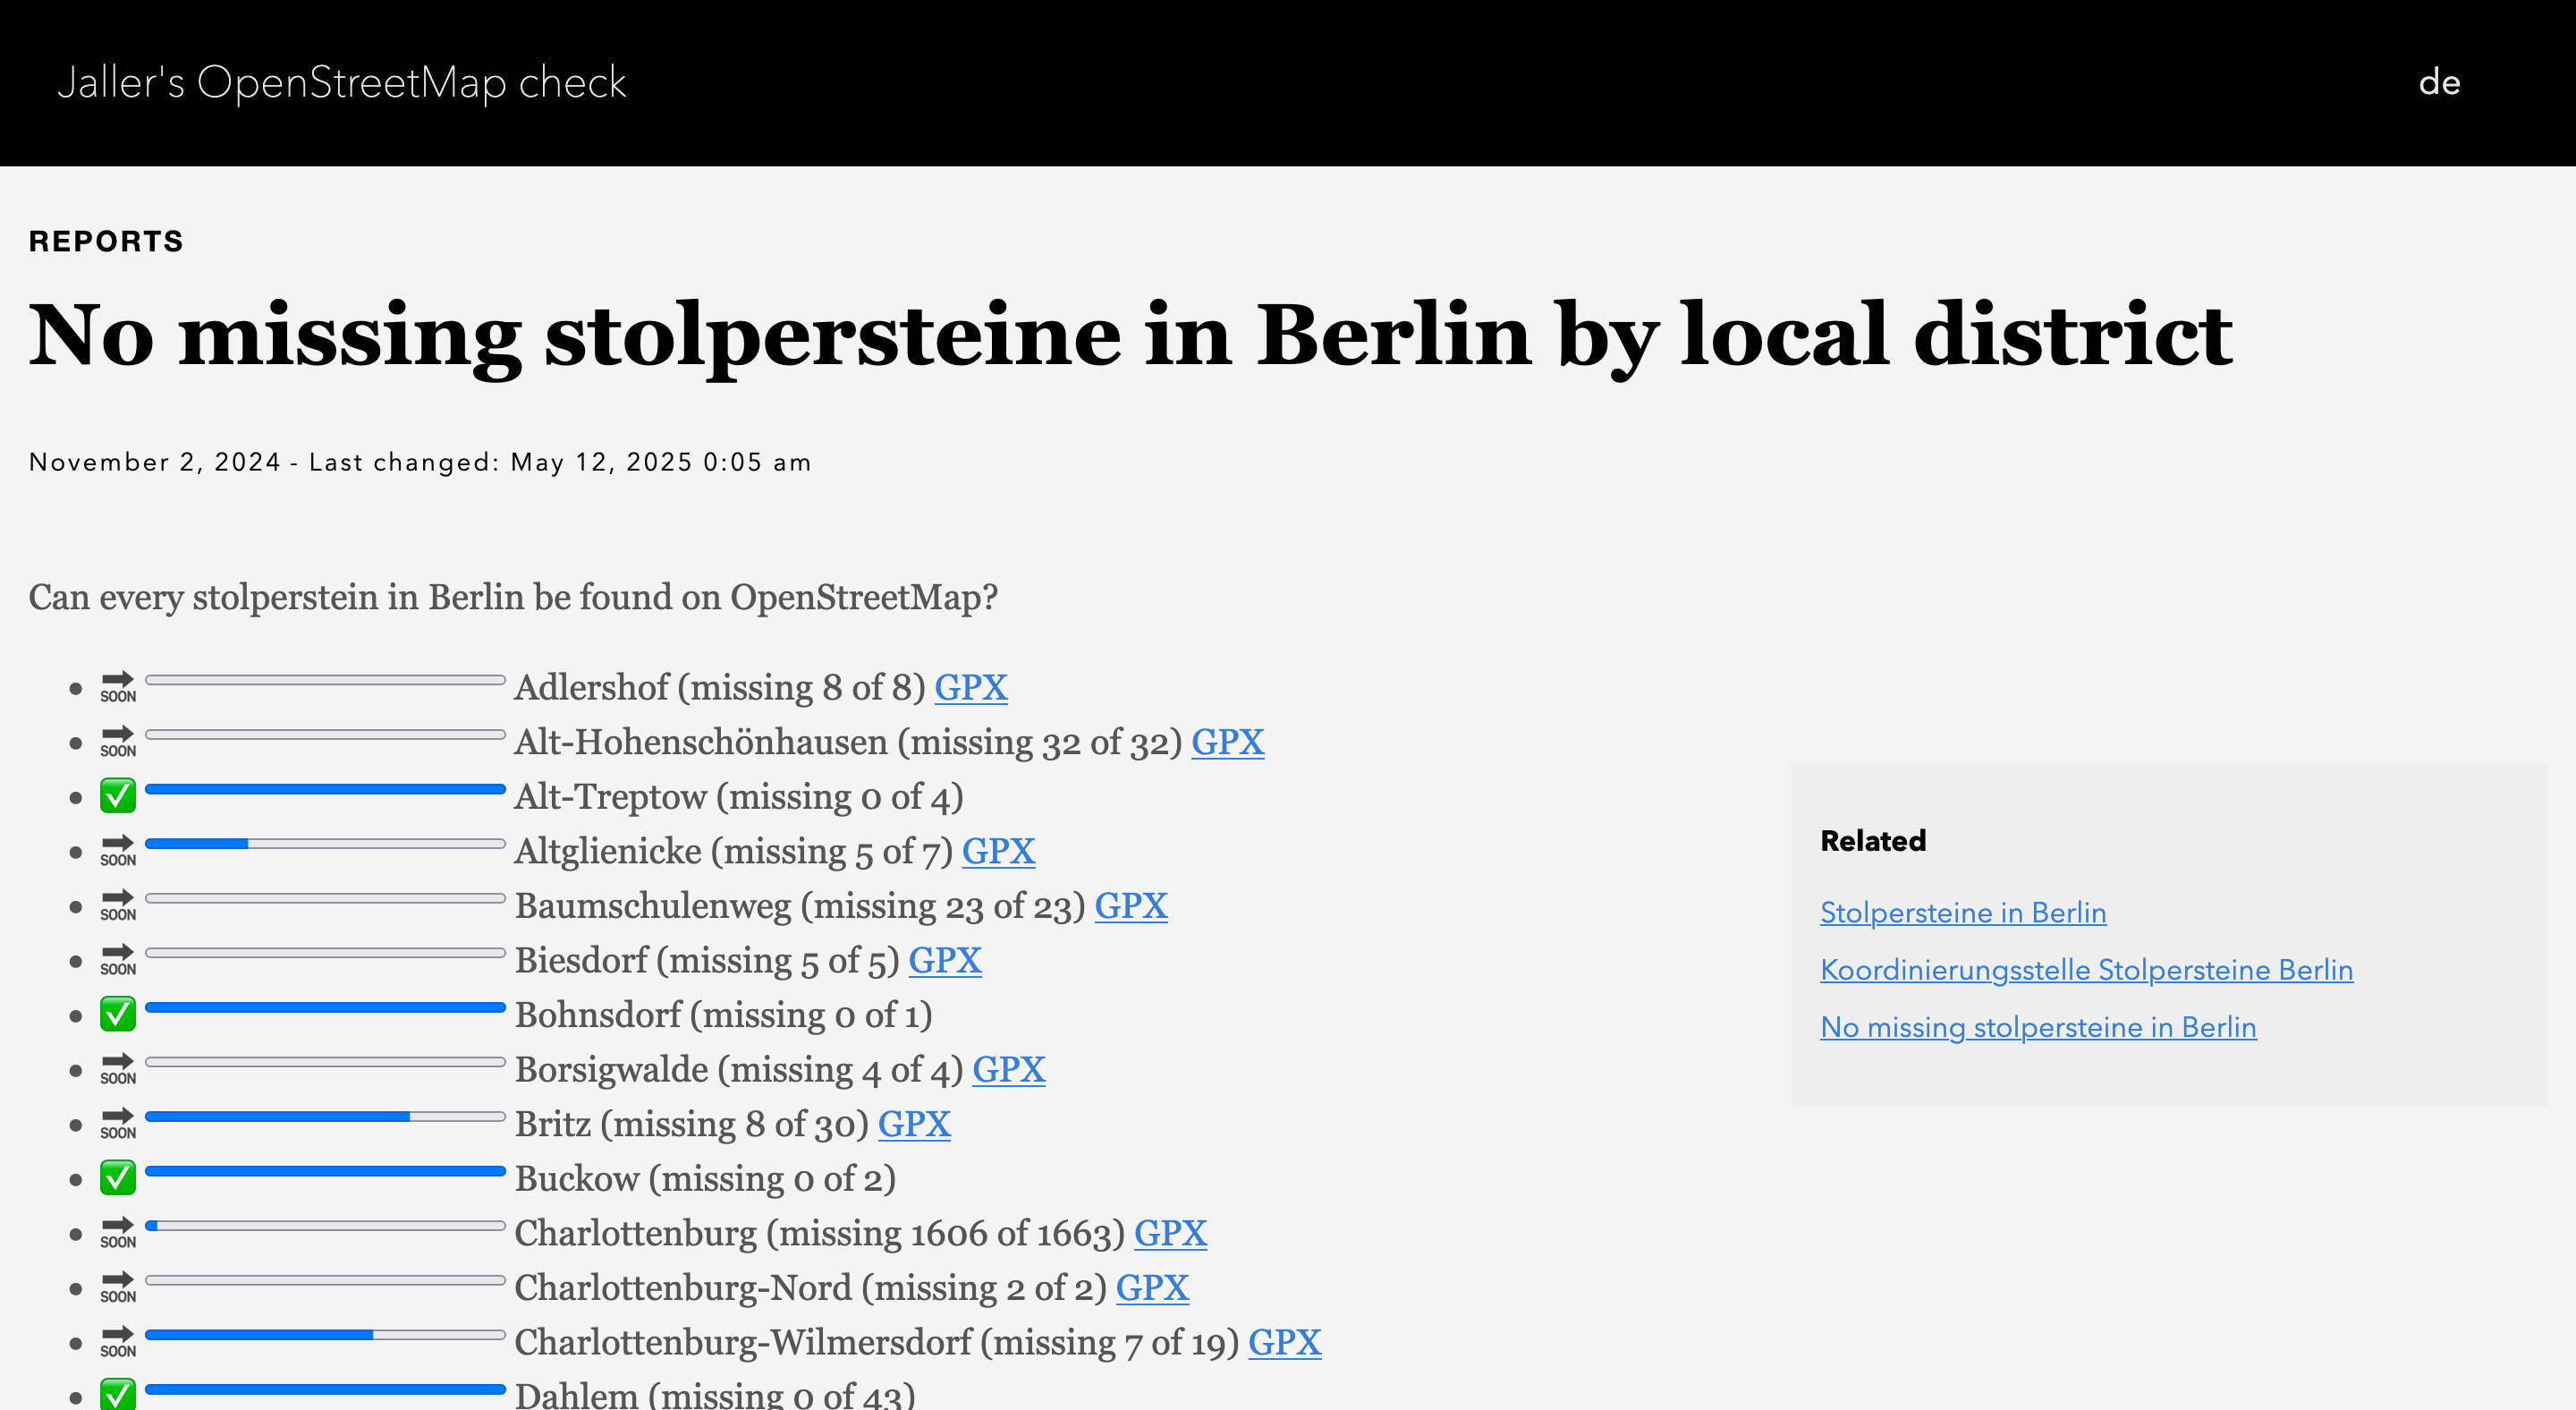 Jaller's OpenStreetMap check
de
REPORTS
No missing stolpersteine in Berlin by local district
November 2, 2024 - Last changed: May 12, 2025 0:05 am
Can every stolperstein in Berlin be found on OpenStreetMap?
SOON Adlershof (missing 8 of 8) GPX
SOON Alt-Hohenschönhausen (missing 32 of 32) GPX
Alt-Treptow (missing 0 of 4)
SOON Altglienicke (missing 5 of 7) GPX
SOON Baumschulenweg (missing 23 of 23) GPX
SOON Biesdorf (missing 5 of 5) GPX
Bohnsdorf (missing 0 of 1)
SOON Borsigwalde (missing 4 of 4) GPX
SOON Britz (missing 8 of 30) GPX
Buckow (missing 0 of 2)
SOON Charlottenburg (missing 1606 of 1663) GPX
SOON Charlottenburg-Nord (missing 2 of 2) GPX
SOON Charlottenburg-Wilmersdorf (missing 7 of 19) GPX
Dahlem (missing 0 of 43)
Related
Stolpersteine in Berlin
Koordinierungsstelle Stolpersteine Berlin
No missing stolpersteine in Berlin